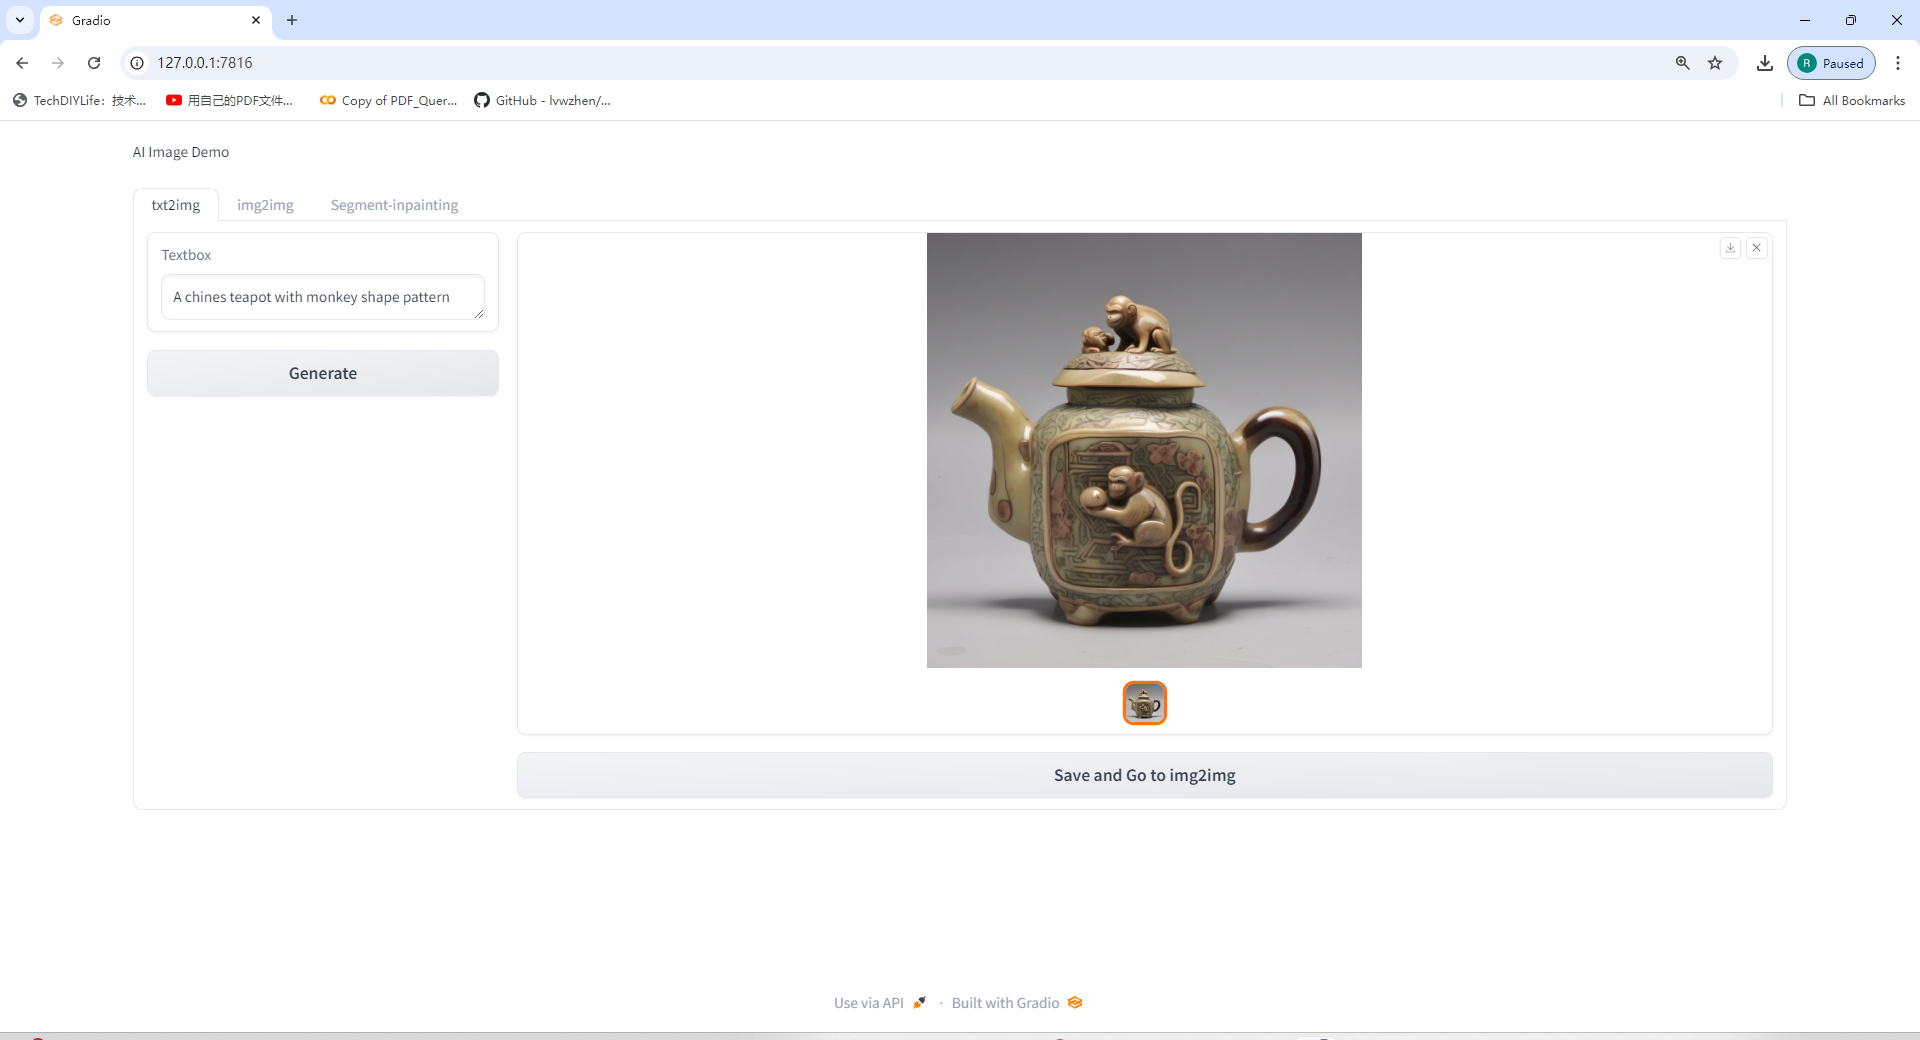 Gradio
127.0.0.1:7816
R
Paused
TechDIYLife: 技术...
用自己的PDF文件...
Copy of PDF_Quer...
GitHub - lvwzhen/...
All Bookmarks
AI Image Demo
txt2img
img2img
Segment-inpainting
Textbox
A chines teapot with monkey shape pattern
Generate
Save and Go to img2img
Use via API
·
Built with Gradio